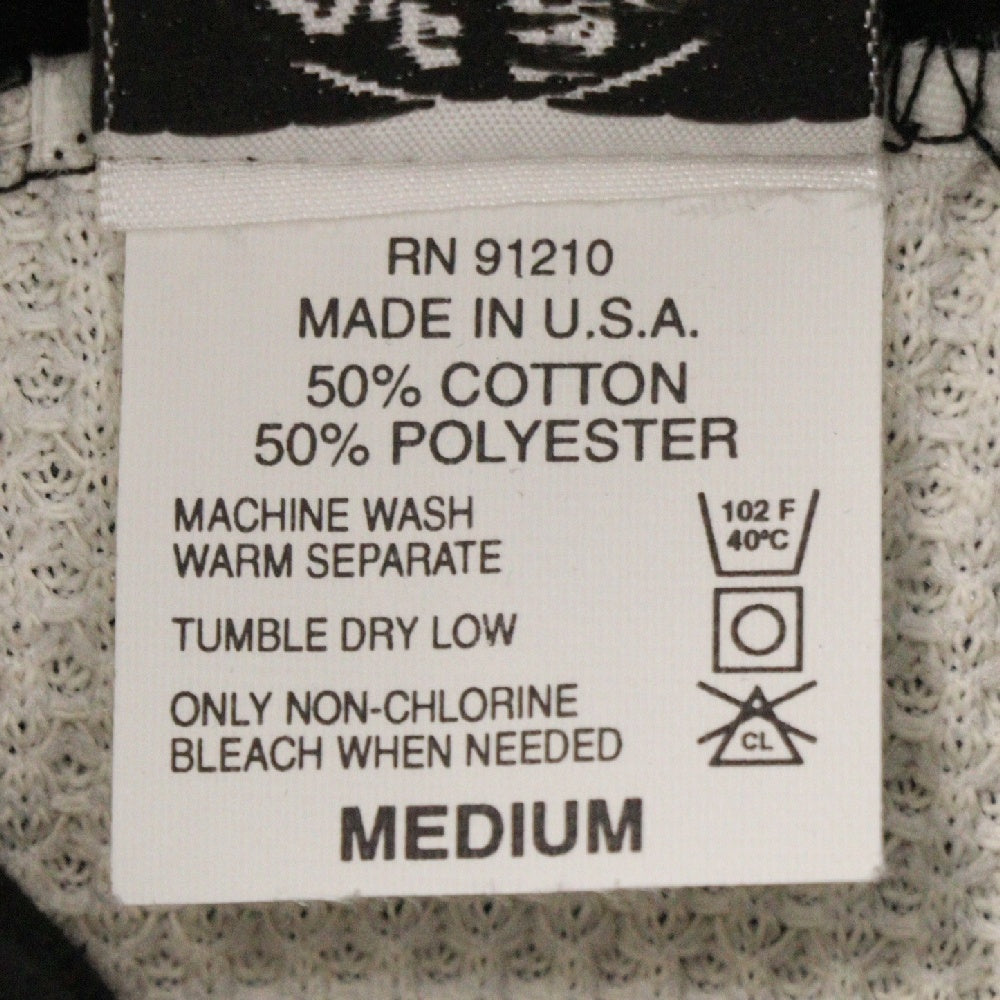 RN 91210
MADE IN U.S.A.
50% COTTON
50% POLYESTER
MACHINE WASH
WARM SEPARATE
102 F
40°C
TUMBLE DRY LOW
ONLY NON-CHLORINE
BLEACH WHEN NEEDED
CL
MEDIUM